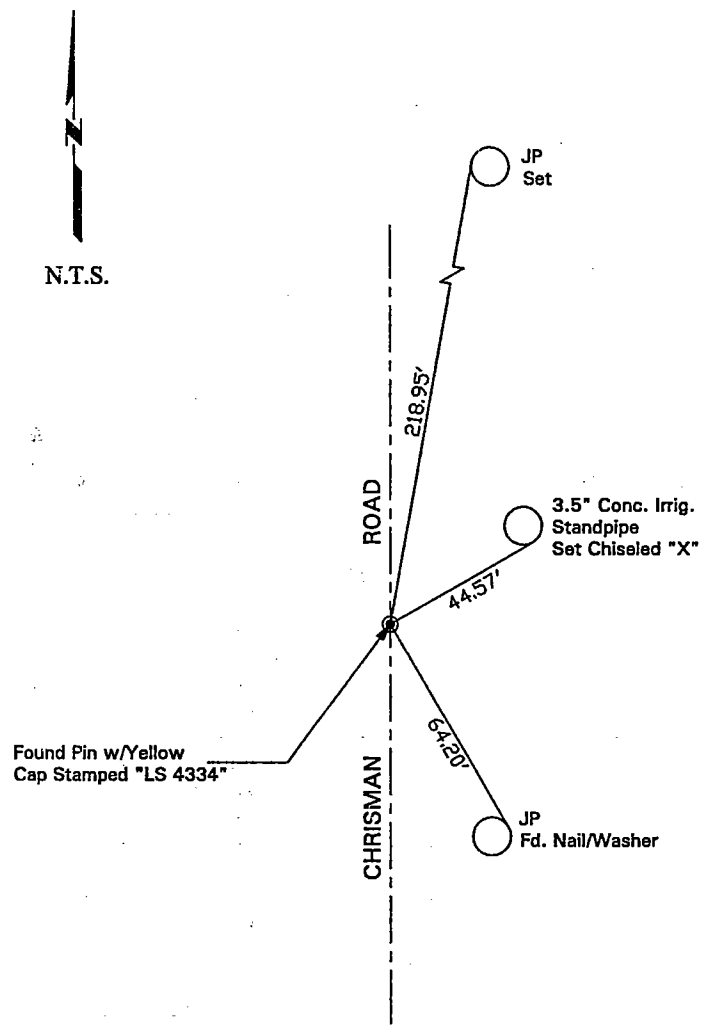 N
N.T.S.
JP
Set
218.95'
ROAD
3.5" Conc. Irrig.
Standpipe
Set Chiseled "X"
44.57'
64.20'
Found Pin w/Yellow
Cap Stamped "LS 4334"
CHRISMAN
JP
Fd. Nail/Washer